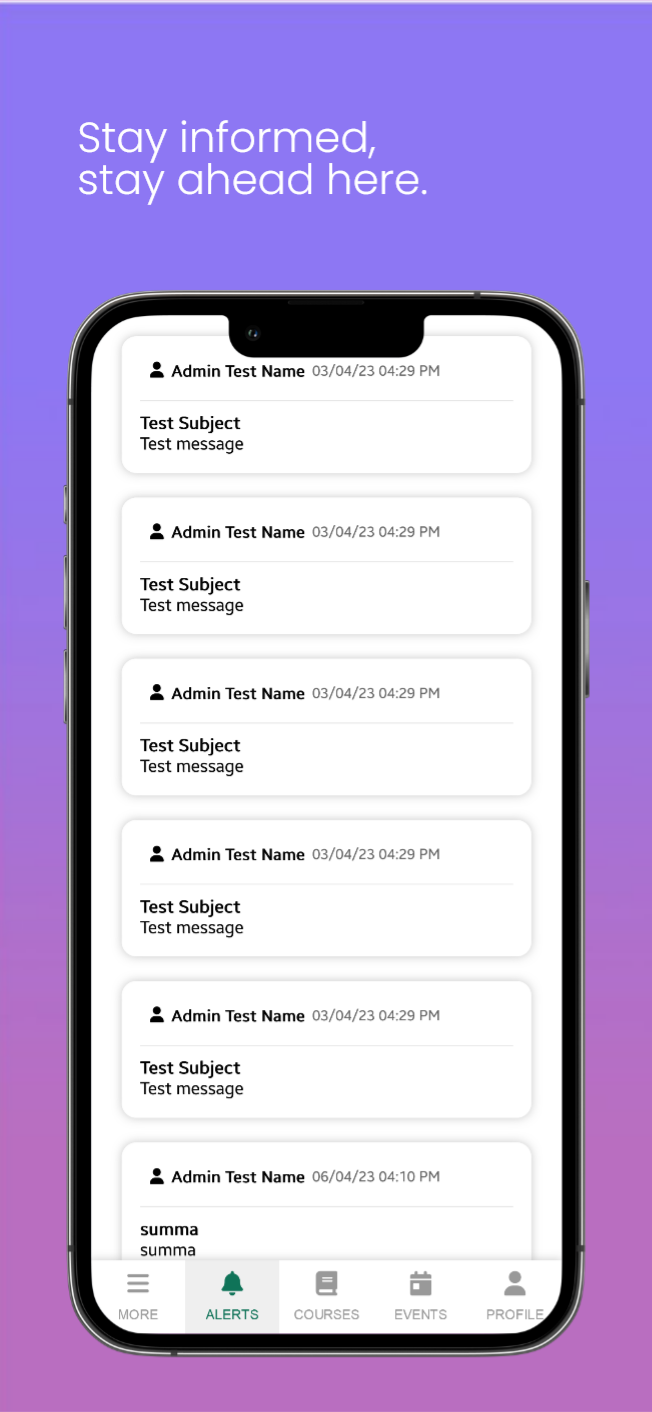 Stay informed,
stay ahead here.
Admin Test Name 03/04/23 04:29 PM
Test Subject
Test message
Admin Test Name 03/04/23 04:29 PM
Test Subject
Test message
Admin Test Name 03/04/23 04:29 PM
Test Subject
Test message
Admin Test Name 03/04/23 04:29 PM
Test Subject
Test message
Admin Test Name 03/04/23 04:29 PM
Test Subject
Test message
Admin Test Name 06/04/23 04:10 PM
summa
summa
MORE ALERTS COURSES EVENTS PROFILE